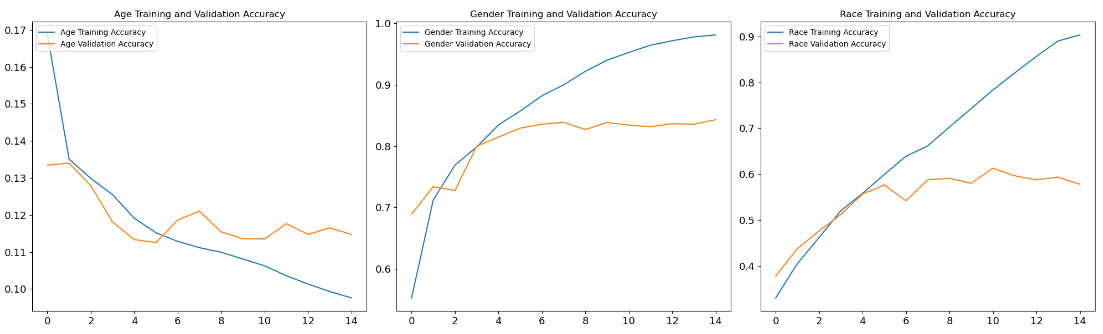 Age Training and Validation Accuracy
Age Training Accuracy
Age Validation Accuracy
0.17
0.16
0.15
0.14
0.13
0.12
0.11
0.10
0 2 4 6 8 10 12 14
Gender Training and Validation Accuracy
Gender Training Accuracy
Gender Validation Accuracy
1.0
0.9
0.8
0.7
0.6
0 2 4 6 8 10 12 14
Race Training and Validation Accuracy
Race Training Accuracy
Race Validation Accuracy
0.9
0.8
0.7
0.6
0.5
0.4
0 2 4 6 8 10 12 14